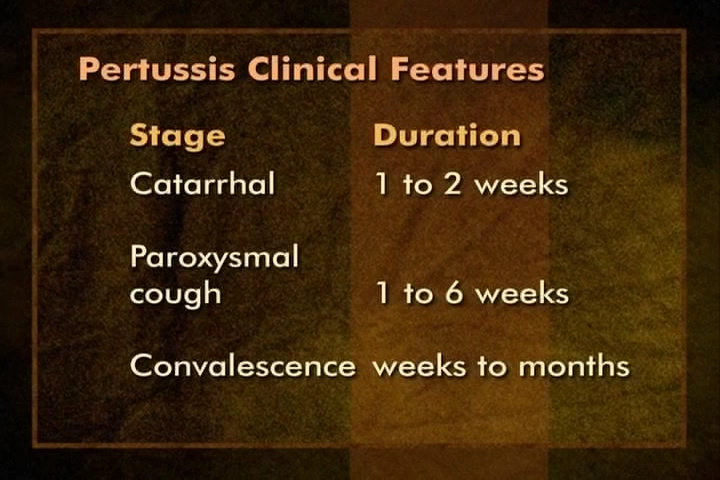 Pertussis Clinical Features
Stage Duration
Catarrhal 1 to 2 weeks
Paroxysmal
cough 1 to 6 weeks
Convalescence weeks to months